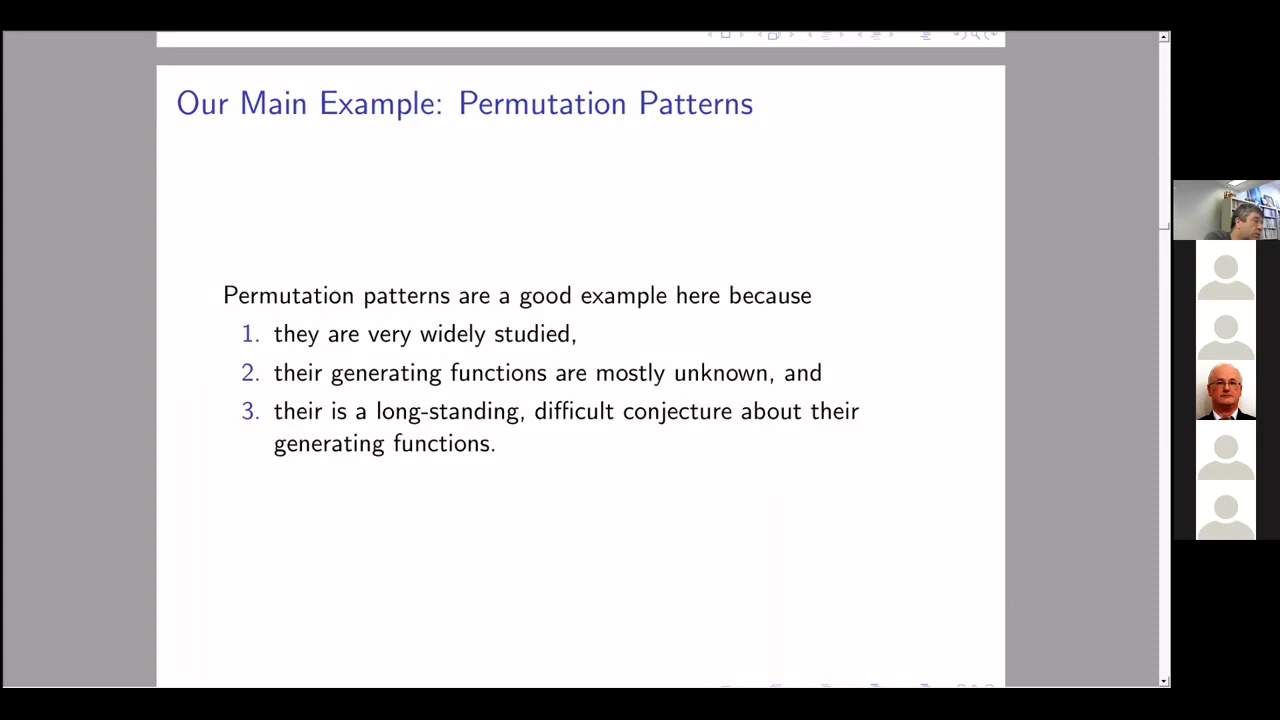 Our Main Example: Permutation Patterns
Permutation patterns are a good example here because
1. they are very widely studied,
2. their generating functions are mostly unknown, and
3. their is a long-standing, difficult conjecture about their
generating functions.